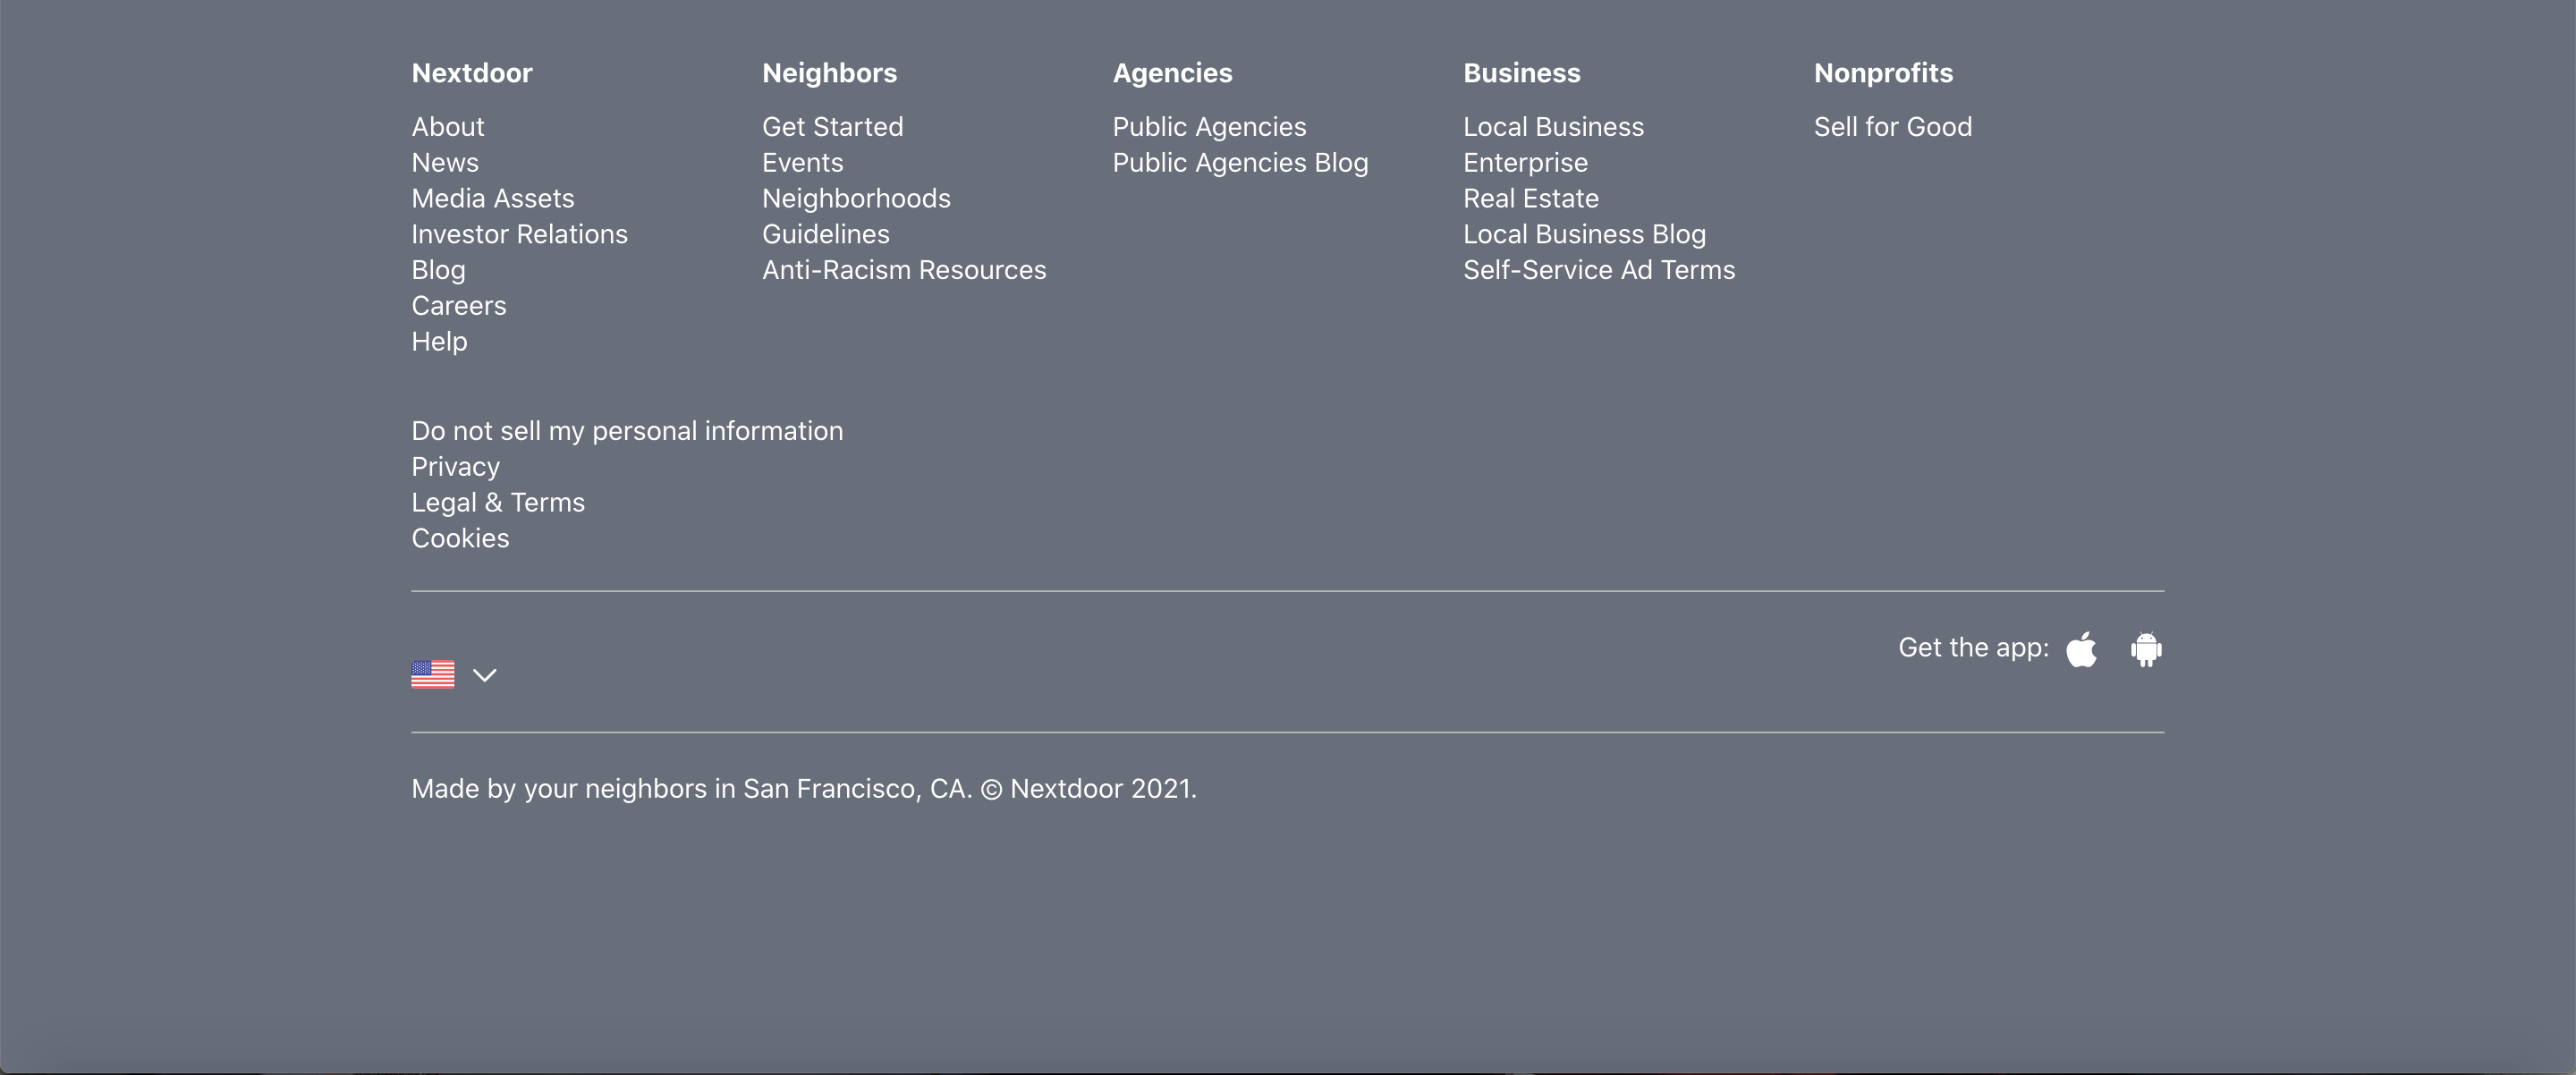 Nextdoor
About
News
Media Assets
Investor Relations
Blog
Careers
Help
Neighbors
Get Started
Events
Neighborhoods
Guidelines
Anti-Racism Resources
Agencies
Public Agencies
Public Agencies Blog
Business
Local Business
Enterprise
Real Estate
Local Business Blog
Self-Service Ad Terms
Nonprofits
Sell for Good
Do not sell my personal information
Privacy
Legal & Terms
Cookies
Get the app:
Made by your neighbors in San Francisco, CA. © Nextdoor 2021.